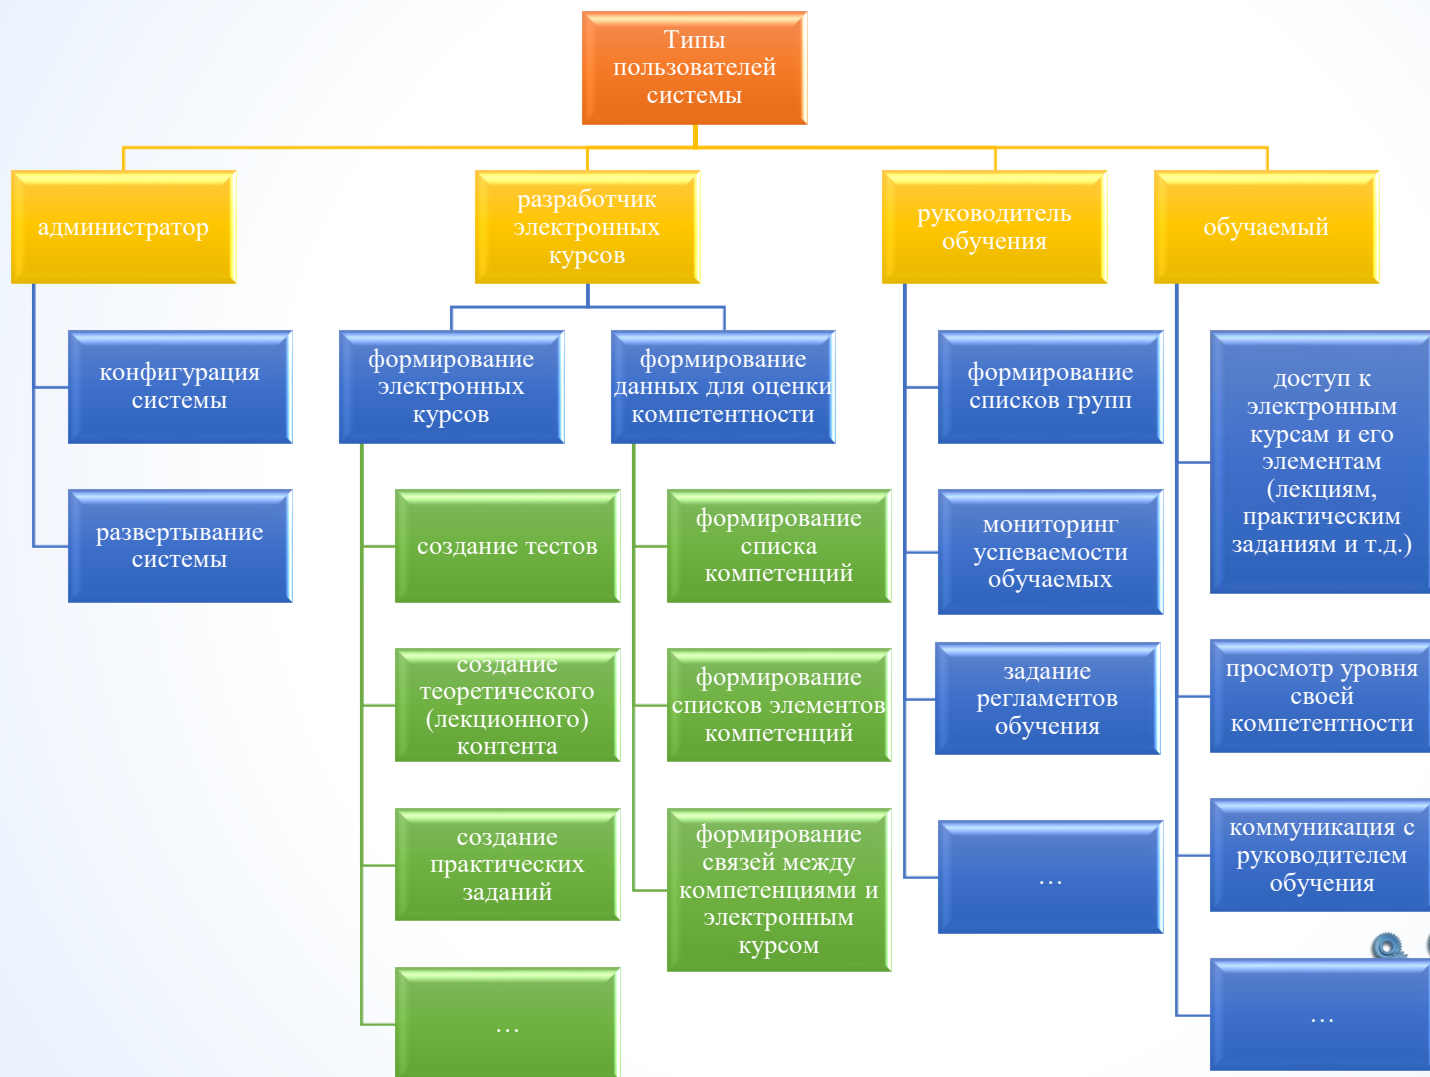 Типы
пользователей
системы
администратор
конфигурация
системы
развертывание
системы
разработчик
электронных
курсов
формирование
электронных
курсов
создание тестов
создание
теоретического
(лекционного)
контента
создание
практических
заданий
…
формирование
данных для оценки
компетентности
формирование
списка
компетенций
формирование
списков элементов
компетенций
формирование
связей между
компетенциями и
электронным
курсом
руководитель
обучения
формирование
списков групп
мониторинг
успеваемости
обучаемых
задание
регламентов
обучения
…
обучаемый
доступ к
электронным
курсам и его
элементам
(лекциям,
практическим
заданиям и т.д.)
просмотр уровня
своей
компетентности
коммуникация с
руководителем
обучения
…